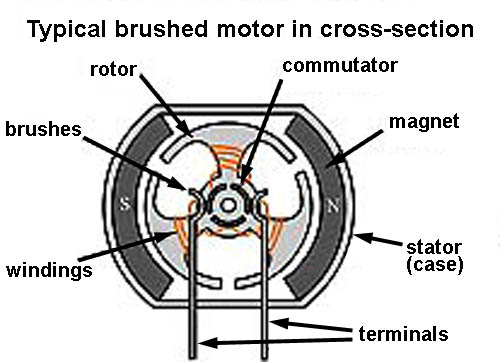 Typical brushed motor in cross-section
rotor
commutator
brushes
magnet
S
N
stator
(case)
windings
terminals